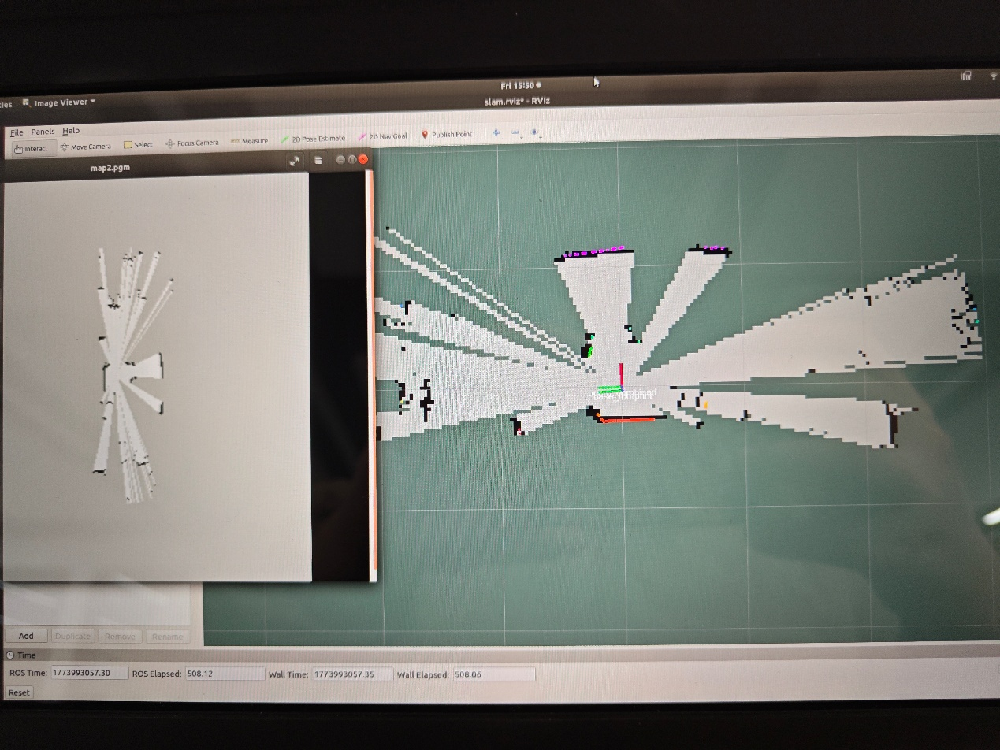 Fri 15:50
ies Image Viewer
slam.rviz* - RViz
File Panels Help
Interact Move Camera Select Focus Camera Measure 2D Pose Estimate 2D Nav Goal Publish Point
map2.pgm
base_footprint
Add Duplicate Remove Rename
Time
ROS Time: 1773993057.30 ROS Elapsed: 508.12 Wall Time: 1773993057.35 Wall Elapsed: 508.06
Reset